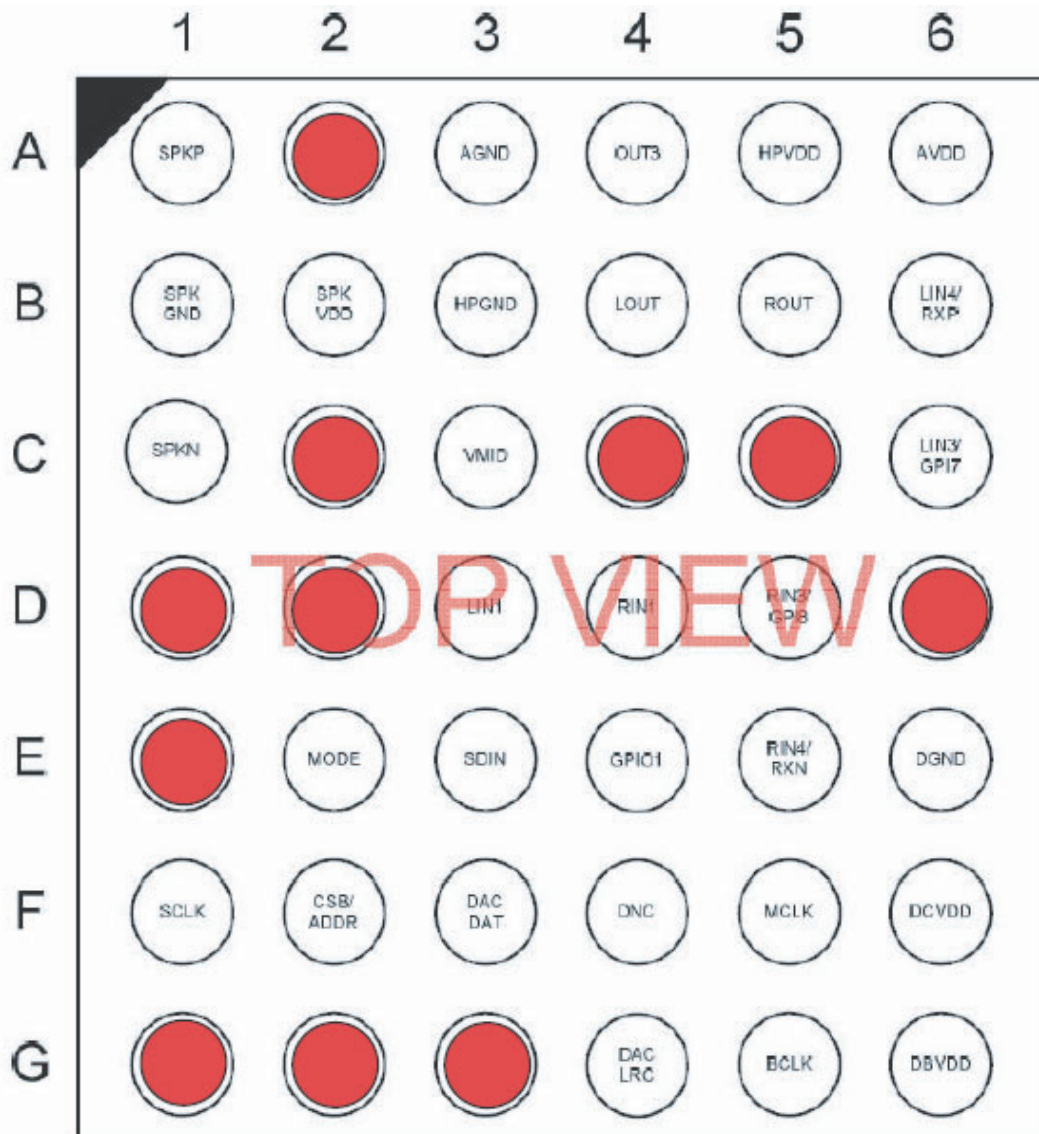 1 2 3 4 5 6
A SPKP AGND OUT3 HPVDD AVDD
B SPK GND SPK VDD HPGND LOUT ROUT LIN4/ RXP
C SPKN VMID LIN3/ GPI7
TOP VIEW
D LIN1 RIN1 RIN3/ GPI8
E MODE SDIN GPIO1 RIN4/ RXN DGND
F SCLK CSB/ ADDR DAC DAT DNC MCLK DCVDD
G DAC LRC BCLK DBVDD